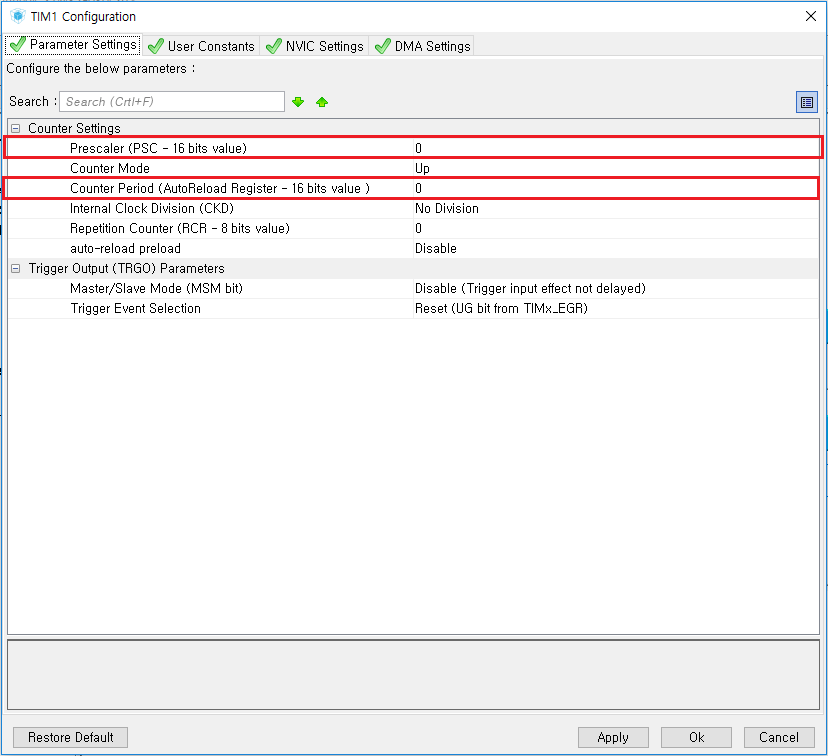 TIM1 Configuration
Parameter Settings User Constants NVIC Settings DMA Settings
Configure the below parameters :
Search : Search (Crtl+F)
Counter Settings
Prescaler (PSC - 16 bits value) 0
Counter Mode Up
Counter Period (AutoReload Register - 16 bits value ) 0
Internal Clock Division (CKD) No Division
Repetition Counter (RCR - 8 bits value) 0
auto-reload preload Disable
Trigger Output (TRGO) Parameters
Master/Slave Mode (MSM bit) Disable (Trigger input effect not delayed)
Trigger Event Selection Reset (UG bit from TIMx_EGR)
Restore Default Apply Ok Cancel